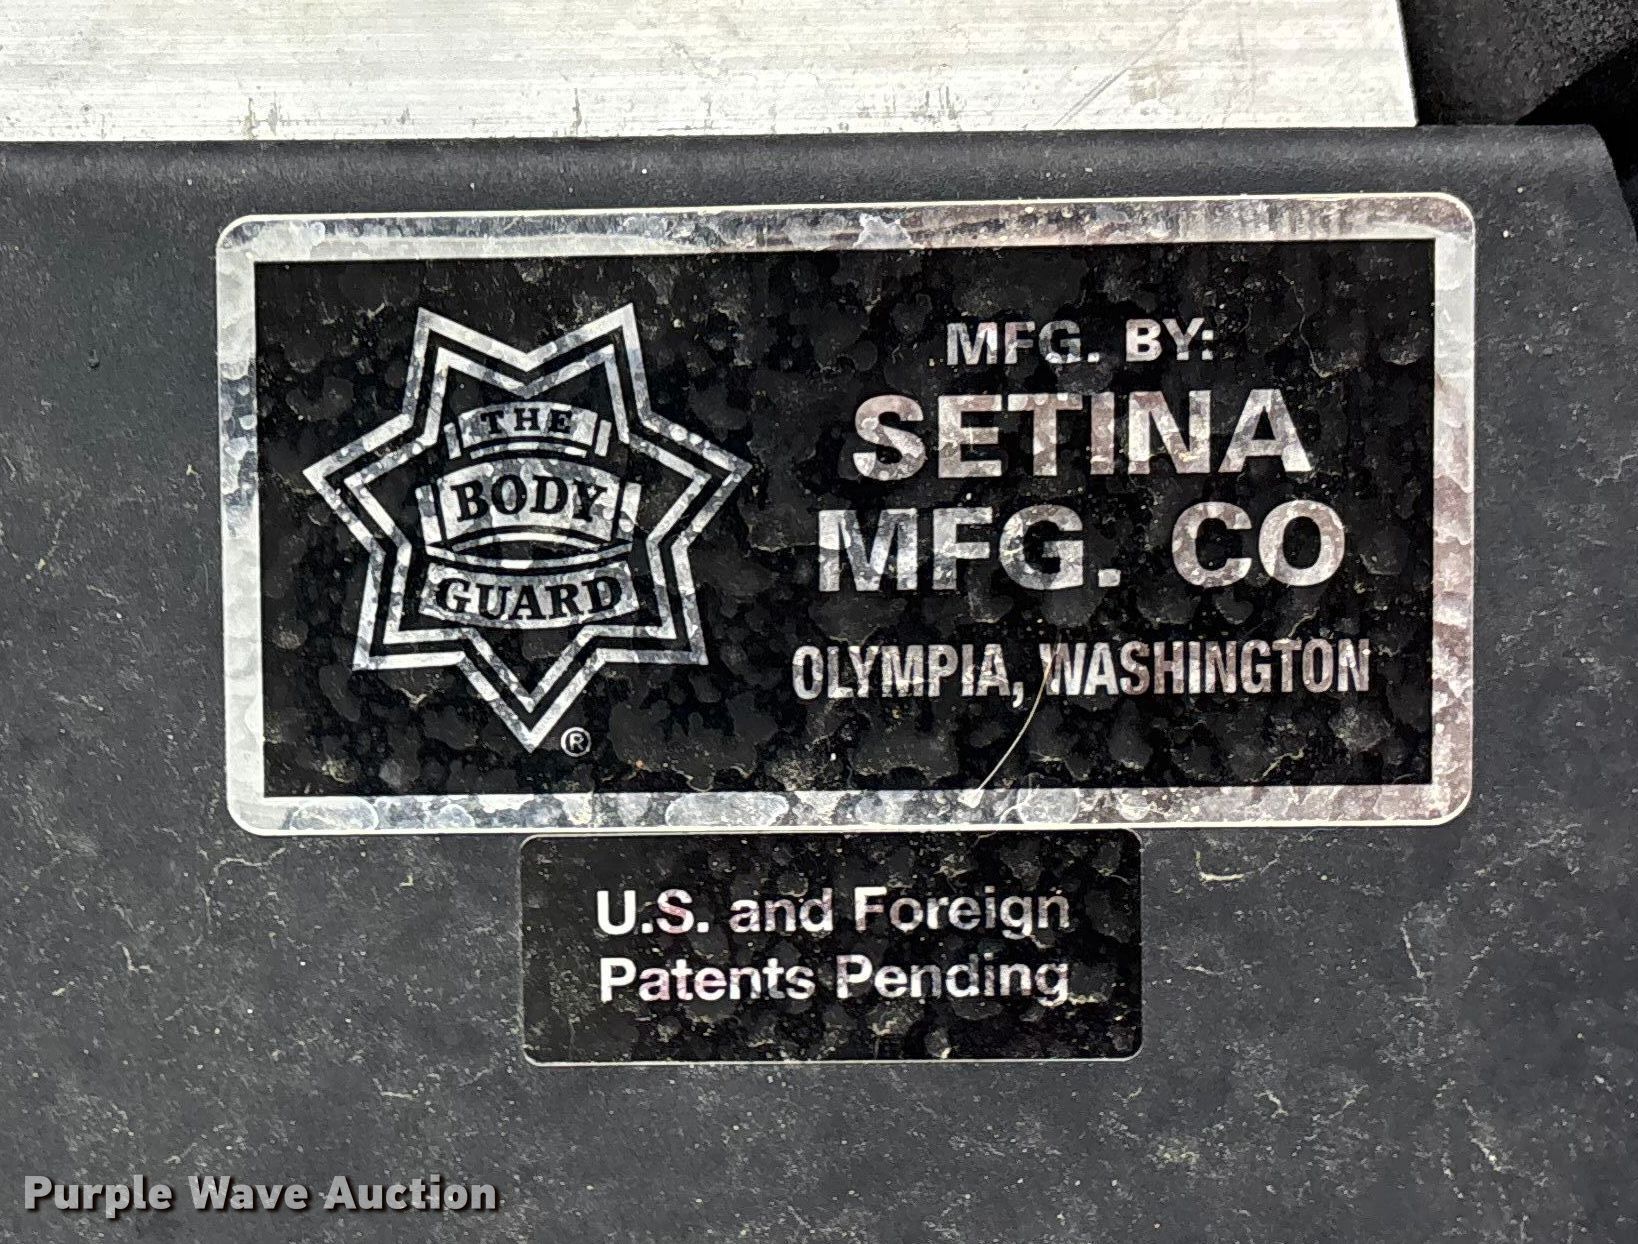 THE
BODY
GUARD
®
MFG. BY:
SETINA
MFG. CO
OLYMPIA, WASHINGTON
U.S. and Foreign
Patents Pending
Purple Wave Auction